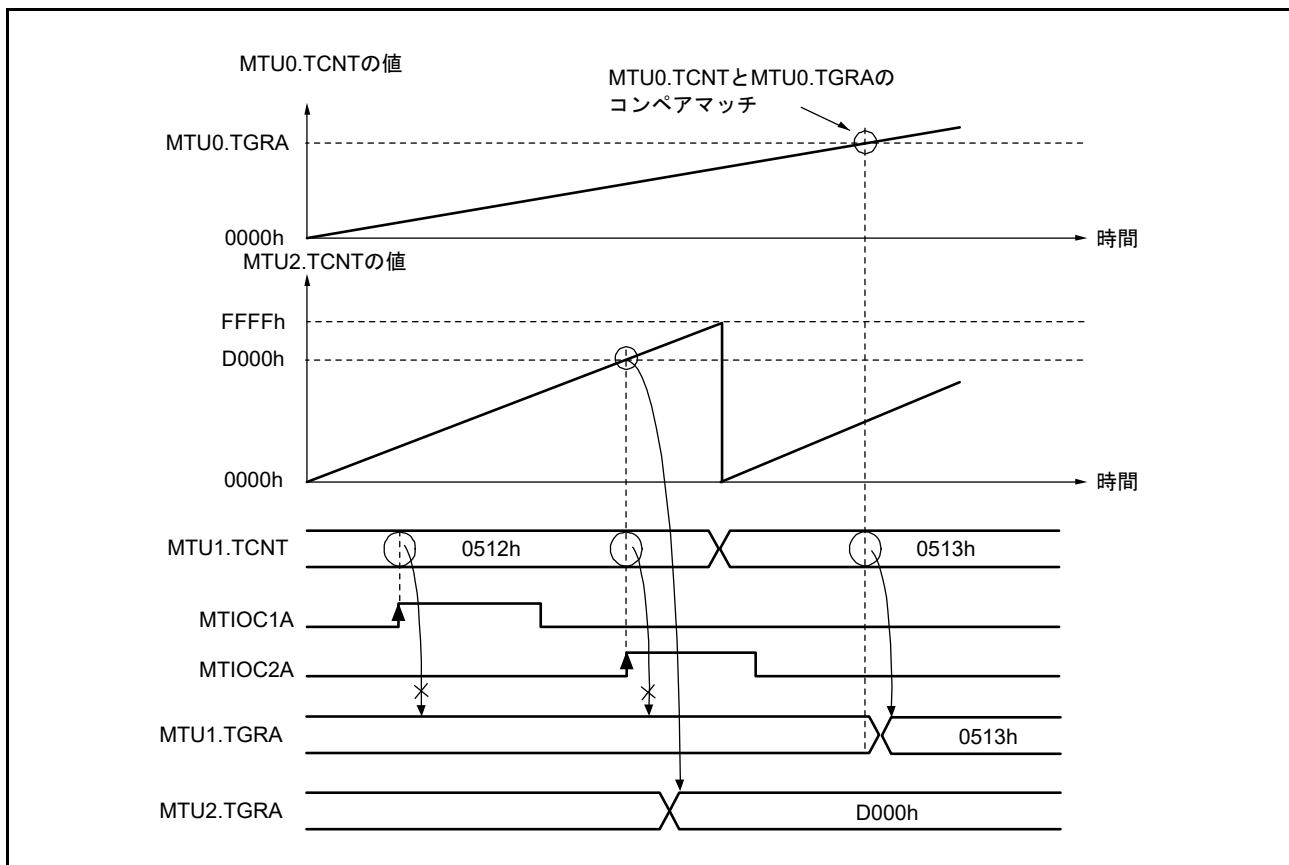 MTU0.TCNTの値
MTU0.TCNTとMTU0.TGRAの
コンペアマッチ
MTU0.TGRA
0000h
時間
MTU2.TCNTの値
FFFFh
D000h
0000h
時間
MTU1.TCNT
0512h
0513h
MTIOC1A
MTIOC2A
MTU1.TGRA
0513h
MTU2.TGRA
D000h